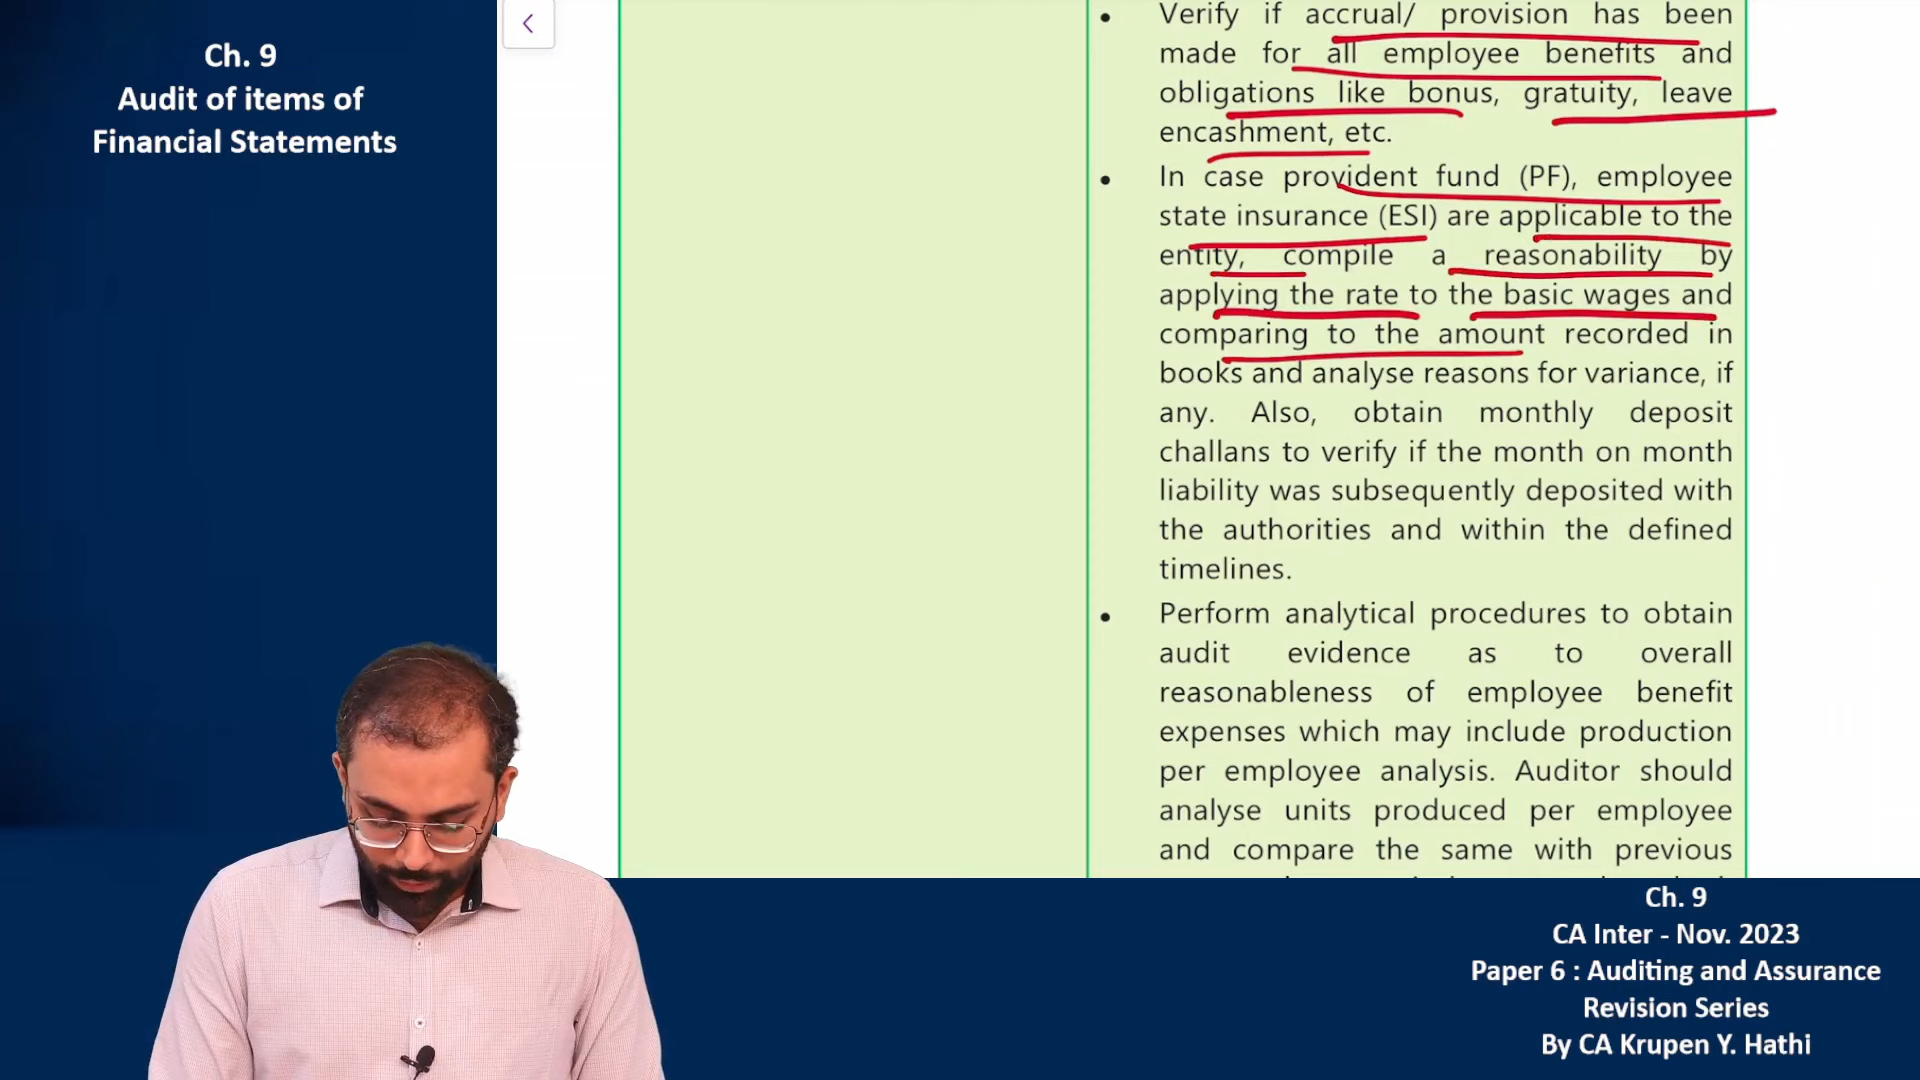 Ch. 9
Audit of items of
Financial Statements
Verify if accrual/ provision has been
made for all employee benefits and
obligations like bonus, gratuity, leave
encashment, etc.
In case provident fund (PF), employee
state insurance (ESI) are applicable to the
entity, compile a reasonability by
applying the rate to the basic wages and
comparing to the amount recorded in
books and analyse reasons for variance, if
any. Also, obtain monthly deposit
challans to verify if the month on month
liability was subsequently deposited with
the authorities and within the defined
timelines.
Perform analytical procedures to obtain
audit evidence as to overall
reasonableness of employee benefit
expenses which may include production
per employee analysis. Auditor should
analyse units produced per employee
and compare the same with previous
Ch. 9
CA Inter - Nov. 2023
Paper 6 : Auditing and Assurance
Revision Series
By CA Krupen Y. Hathi